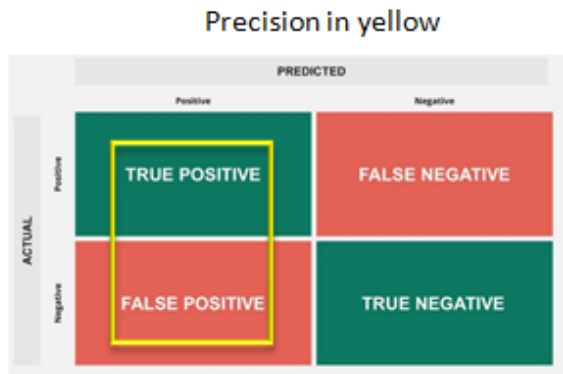 Precision in yellow
PREDICTED
Positive
Negative
ACTUAL
Positive
TRUE POSITIVE
FALSE NEGATIVE
Negative
FALSE POSITIVE
TRUE NEGATIVE